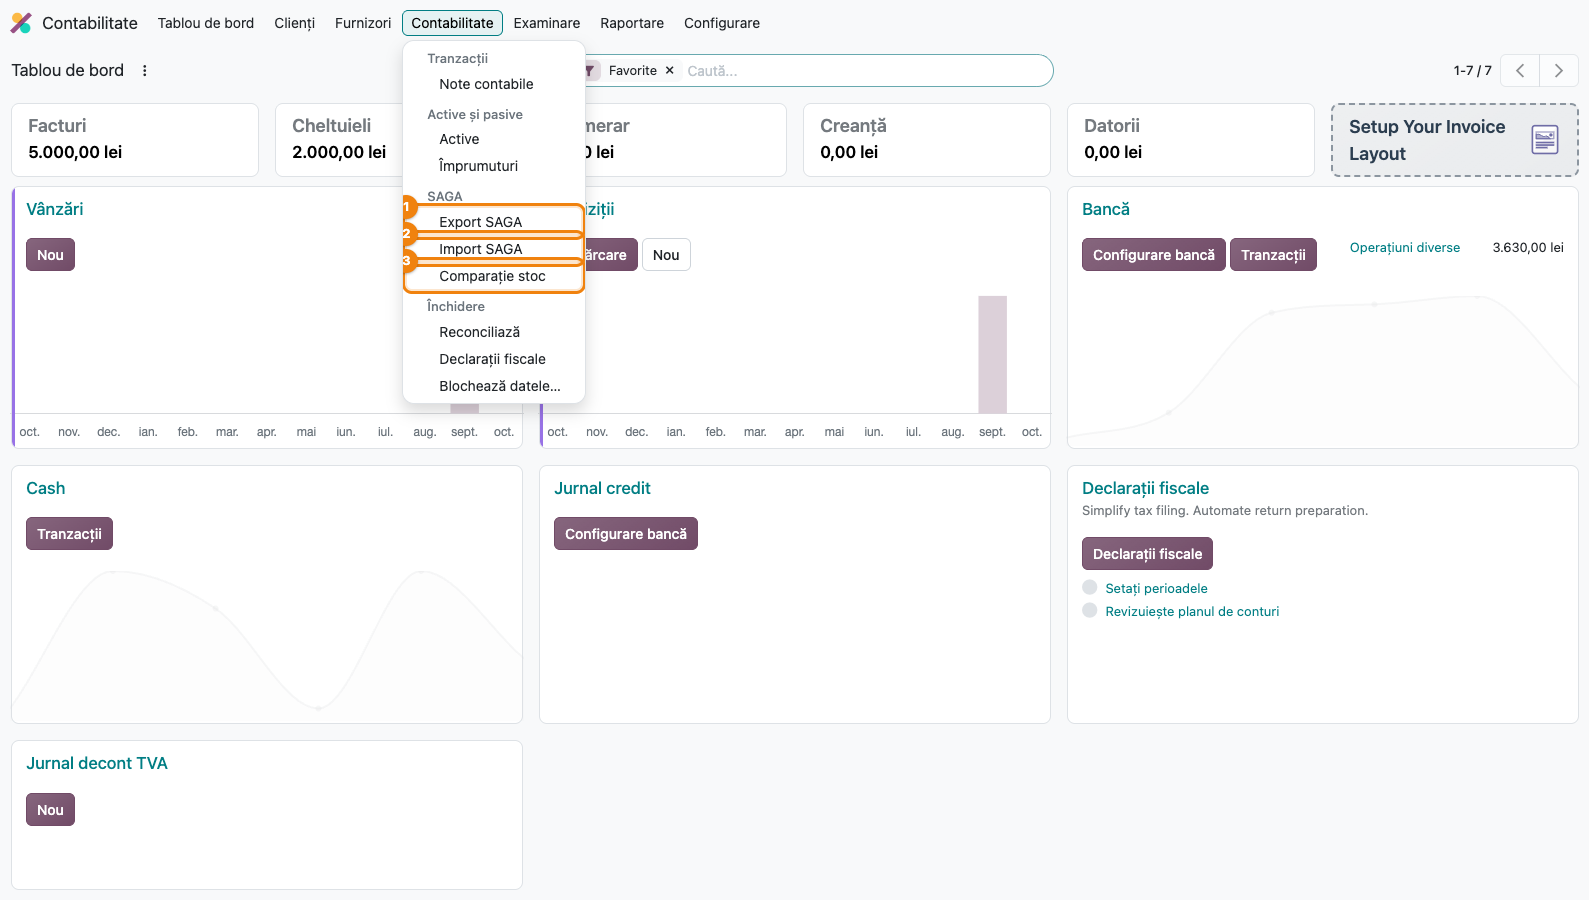 Contabilitate Tablou de bord Clienți Furnizori Contabilitate Examinare Raportare Configurare
Tablou de bord
Favorite ✕ Caută...
1-7 / 7
Tranzacții
Note contabile
Active și pasive
Active
Împrumuturi
SAGA
1
Export SAGA
2
Import SAGA
3
Comparație stoc
Închidere
Reconciliază
Declarații fiscale
Blochează datele...
Facturi
5.000,00 lei
Cheltuieli
2.000,00 lei
0 lei
Creanță
0,00 lei
Datorii
0,00 lei
Setup Your Invoice
Layout
Vânzări
Nou
oct. nov. dec. ian. feb. mar. apr. mai iun. iul. aug. sept. oct.
Nou
oct. nov. dec. ian. feb. mar. apr. mai iun. iul. aug. sept. oct.
Bancă
Configurare bancă Tranzacții Operațiuni diverse 3.630,00 lei
Cash
Tranzacții
Jurnal credit
Configurare bancă
Declarații fiscale
Simplify tax filing. Automate return preparation.
Declarații fiscale
Setați perioadele
Revizuiește planul de conturi
Jurnal decont TVA
Nou